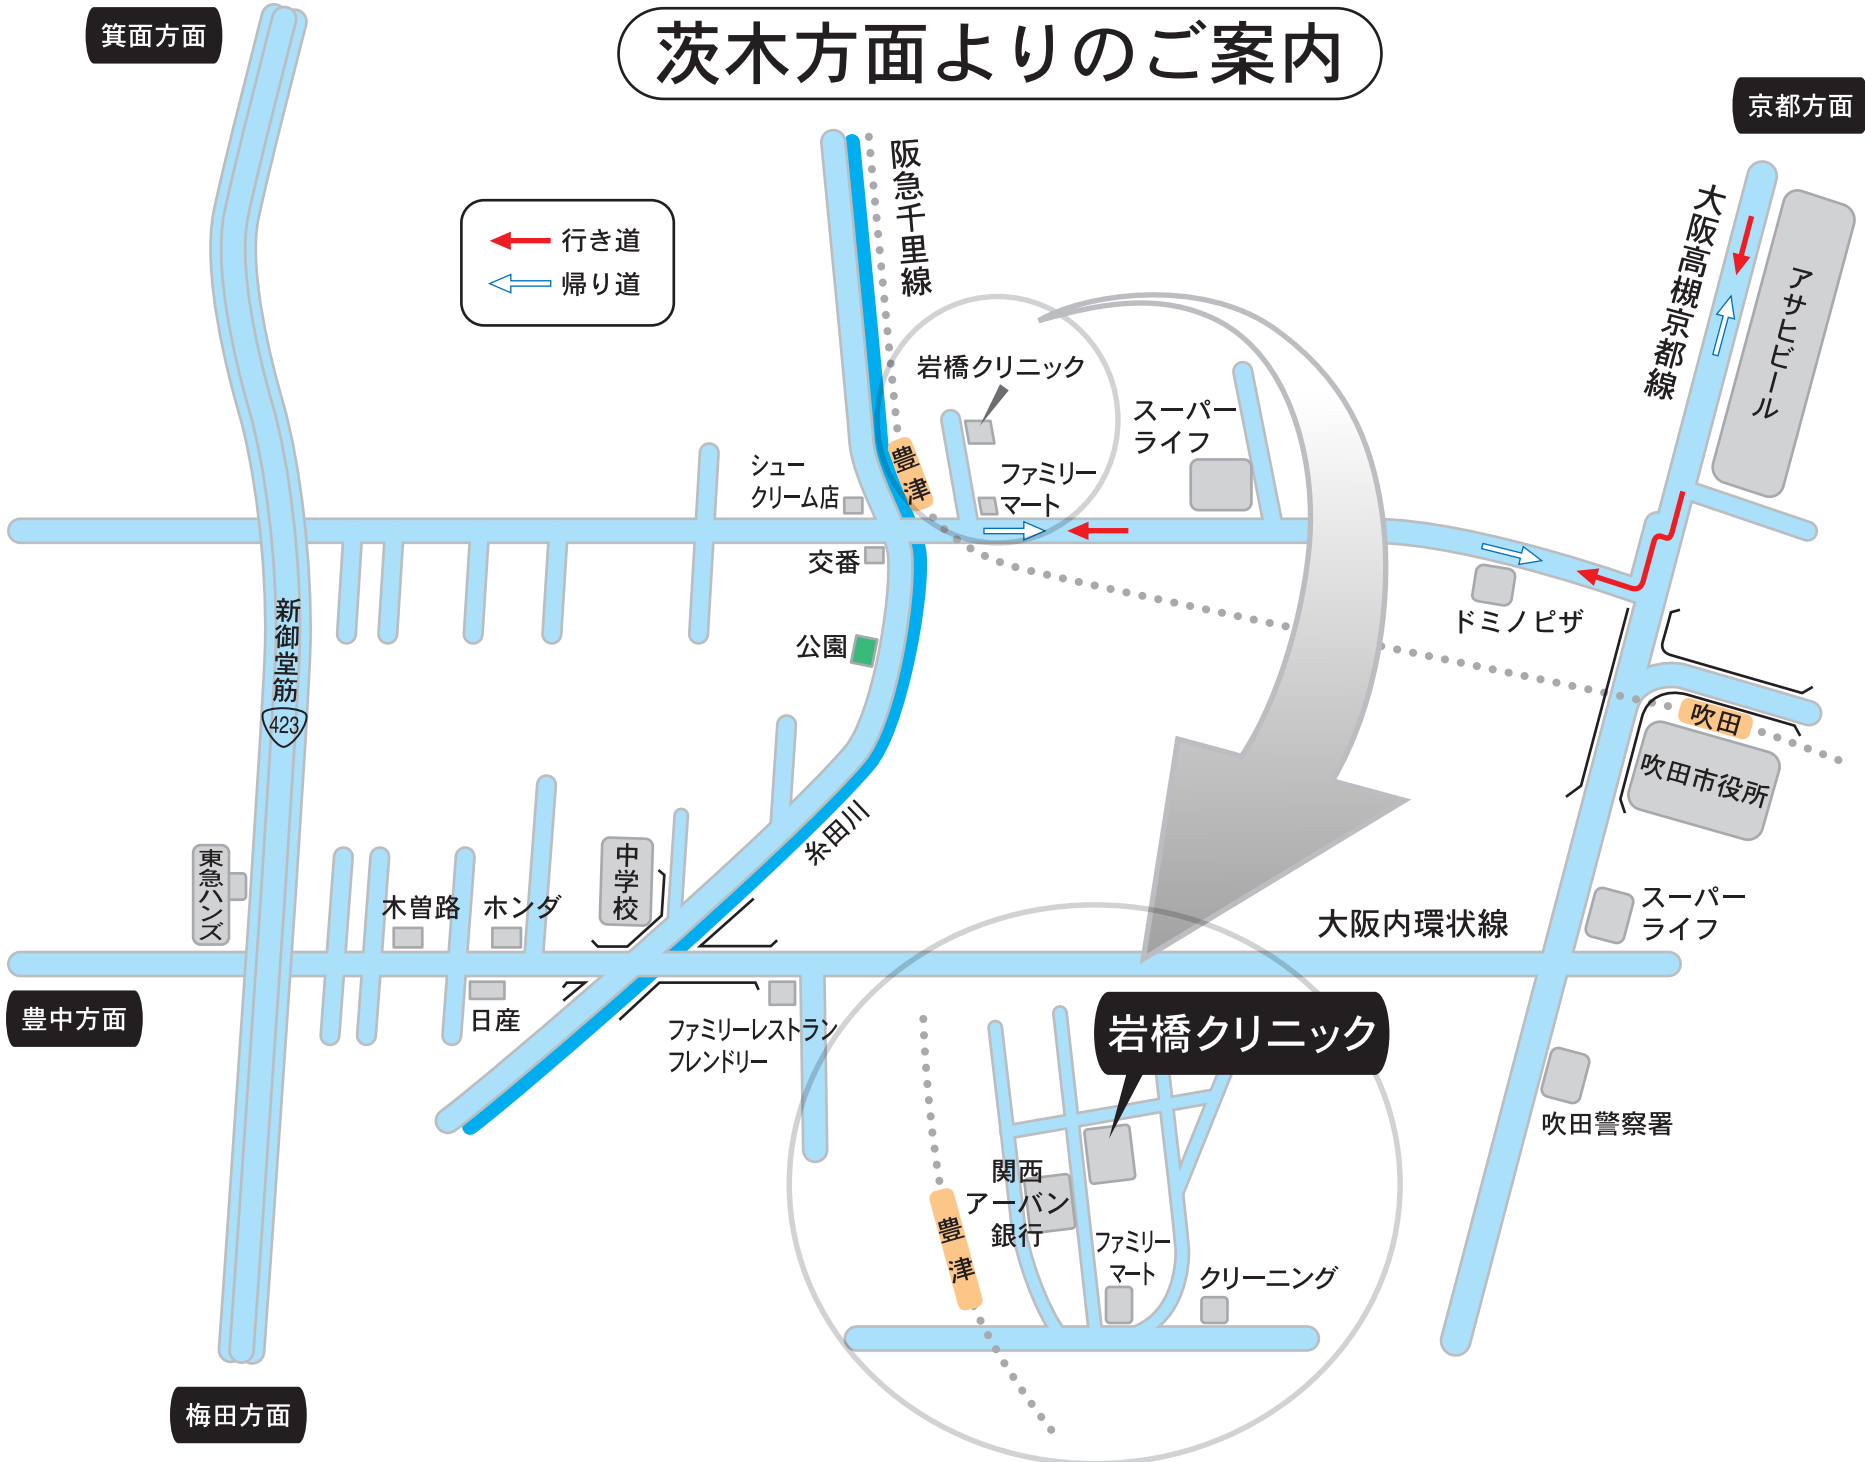 茨木方面よりのご案内
箕面方面
京都方面
阪急千里線
大阪高槻京都線
アサヒビール
行き道
帰り道
岩橋クリニック
スーパー
ライフ
シュー
クリーム店
豊津
ファミリー
マート
交番
ドミノピザ
公園
新御堂筋
423
吹田
吹田市役所
糸田川
東急ハンズ
中学校
木曽路
ホンダ
スーパー
ライフ
大阪内環状線
豊中方面
日産
ファミリーレストラン
フレンドリー
岩橋クリニック
吹田警察署
関西
アーバン
銀行
豊津
ファミリー
マート
クリーニング
梅田方面